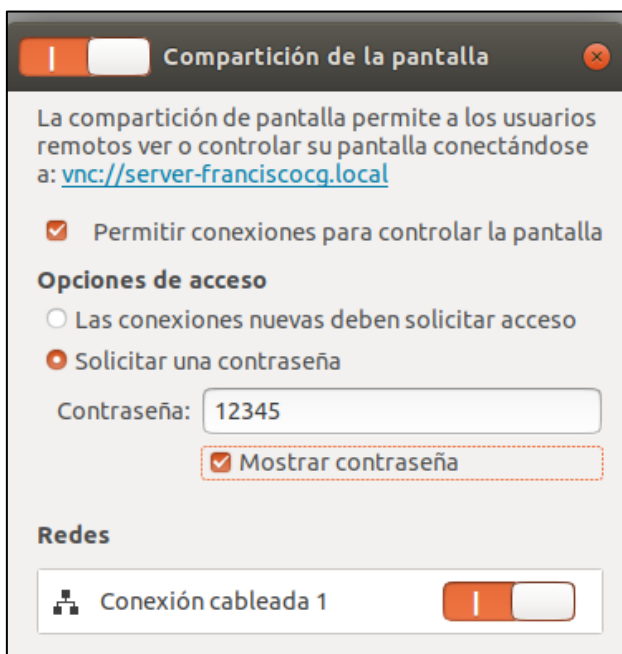 Compartición de la pantalla
La compartición de pantalla permite a los usuarios
remotos ver o controlar su pantalla conectándose
a: vnc://server-franciscocg.local
Permitir conexiones para controlar la pantalla
Opciones de acceso
Las conexiones nuevas deben solicitar acceso
Solicitar una contraseña
Contraseña: 12345
Mostrar contraseña
Redes
Conexión cableada 1